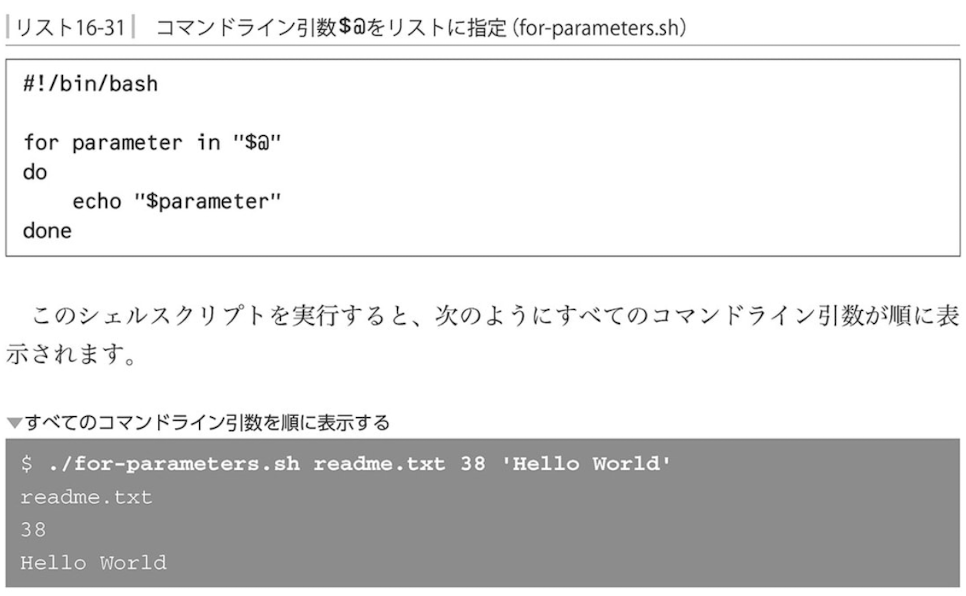 リスト16-31 コマンドライン引数$@をリストに指定（for-parameters.sh）
#!/bin/bash
for parameter in "$@"
do
    echo "$parameter"
done
このシェルスクリプトを実行すると、次のようにすべてのコマンドライン引数が順に表
示されます。
▼すべてのコマンドライン引数を順に表示する
$ ./for-parameters.sh readme.txt 38 'Hello World'
readme.txt
38
Hello World